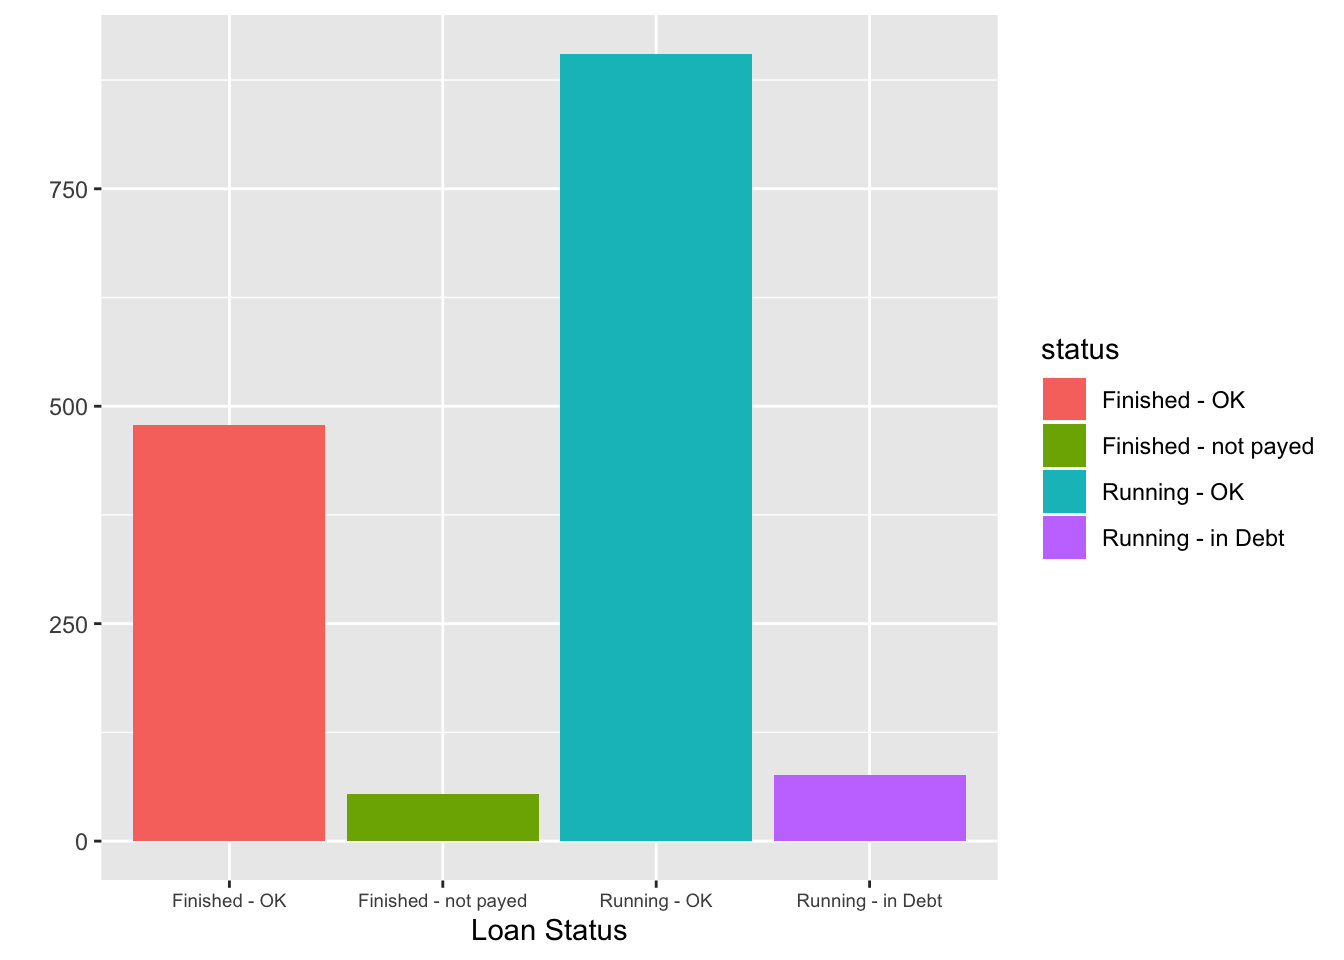 750
500
250
0
Finished - OK
Finished - not payed
Running - OK
Running - in Debt
Loan Status
status
Finished - OK
Finished - not payed
Running - OK
Running - in Debt